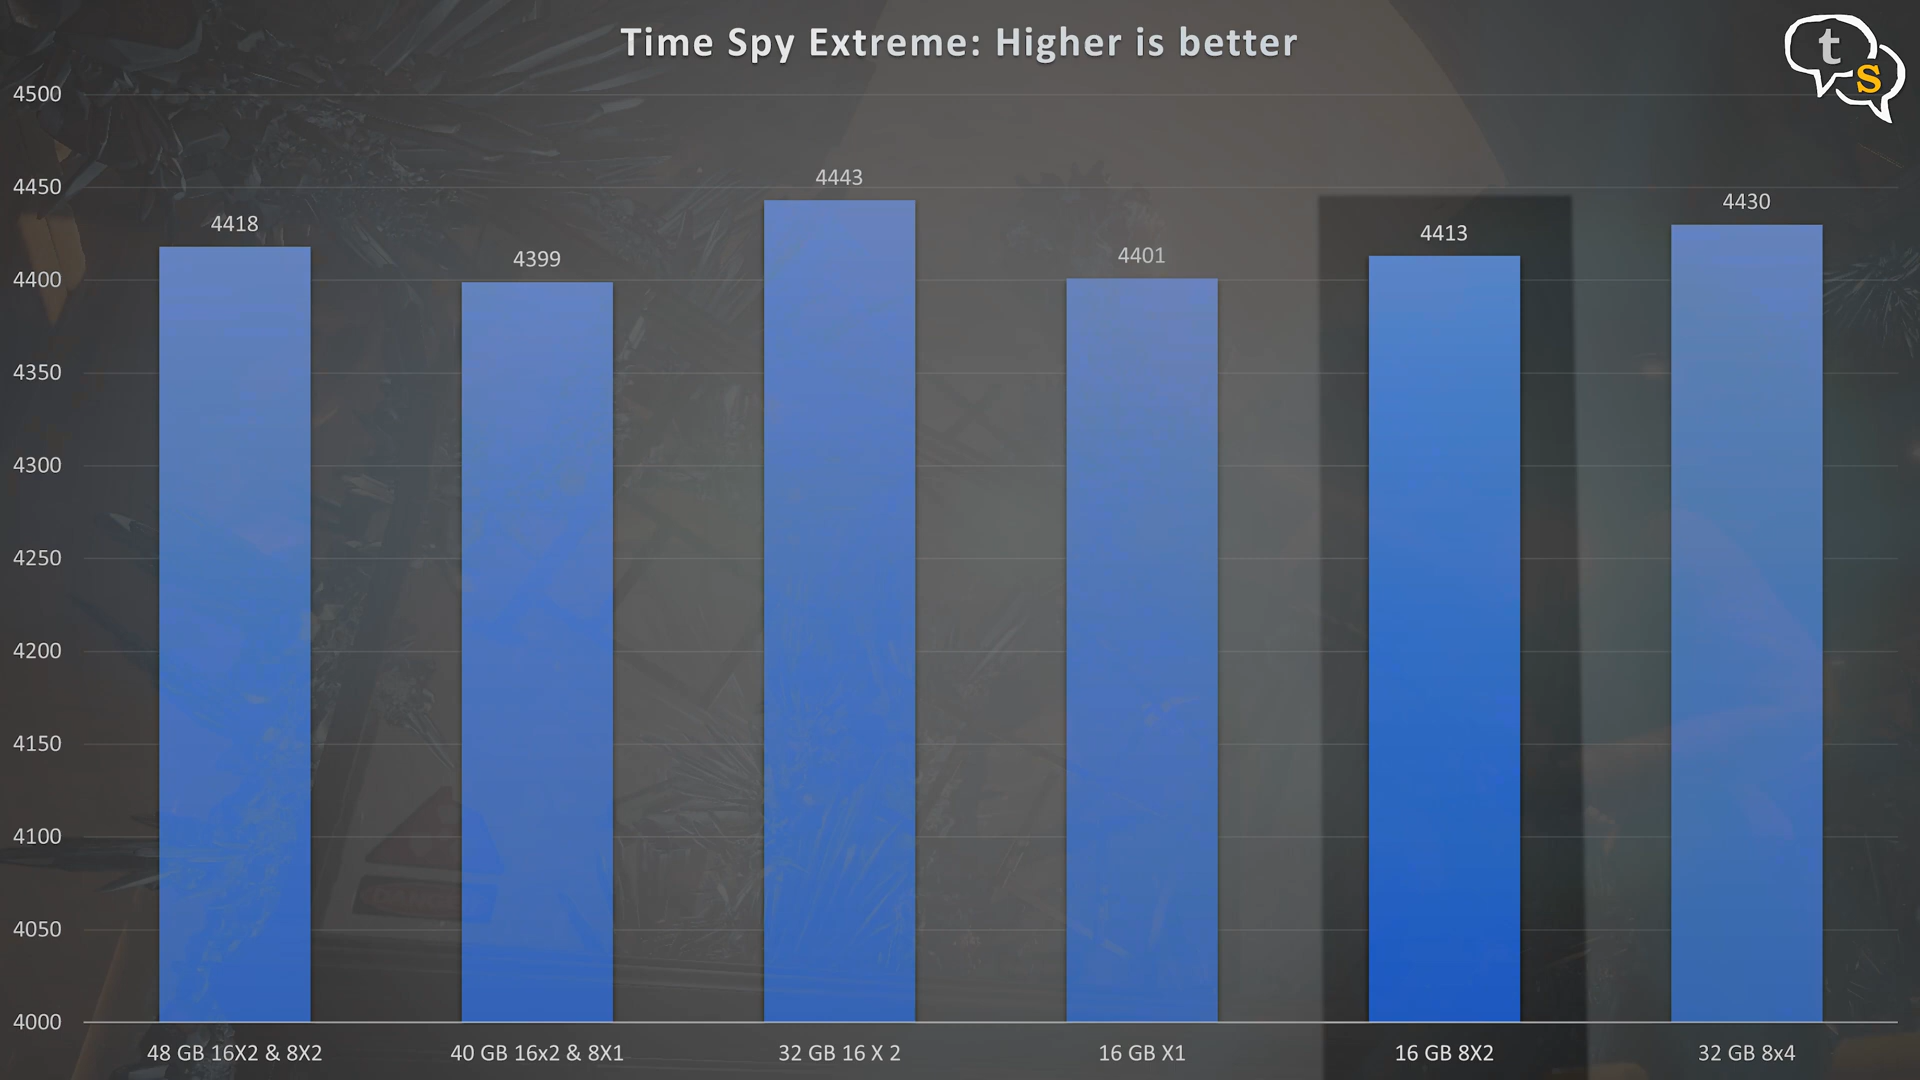 Time Spy Extreme: Higher is better
t
s
4500
4450
4400
4350
4300
4250
4200
4150
4100
4050
4000
4418
4399
4443
4401
4413
4430
48 GB 16X2 & 8X2
40 GB 16x2 & 8X1
32 GB 16 X 2
16 GB X1
16 GB 8X2
32 GB 8x4